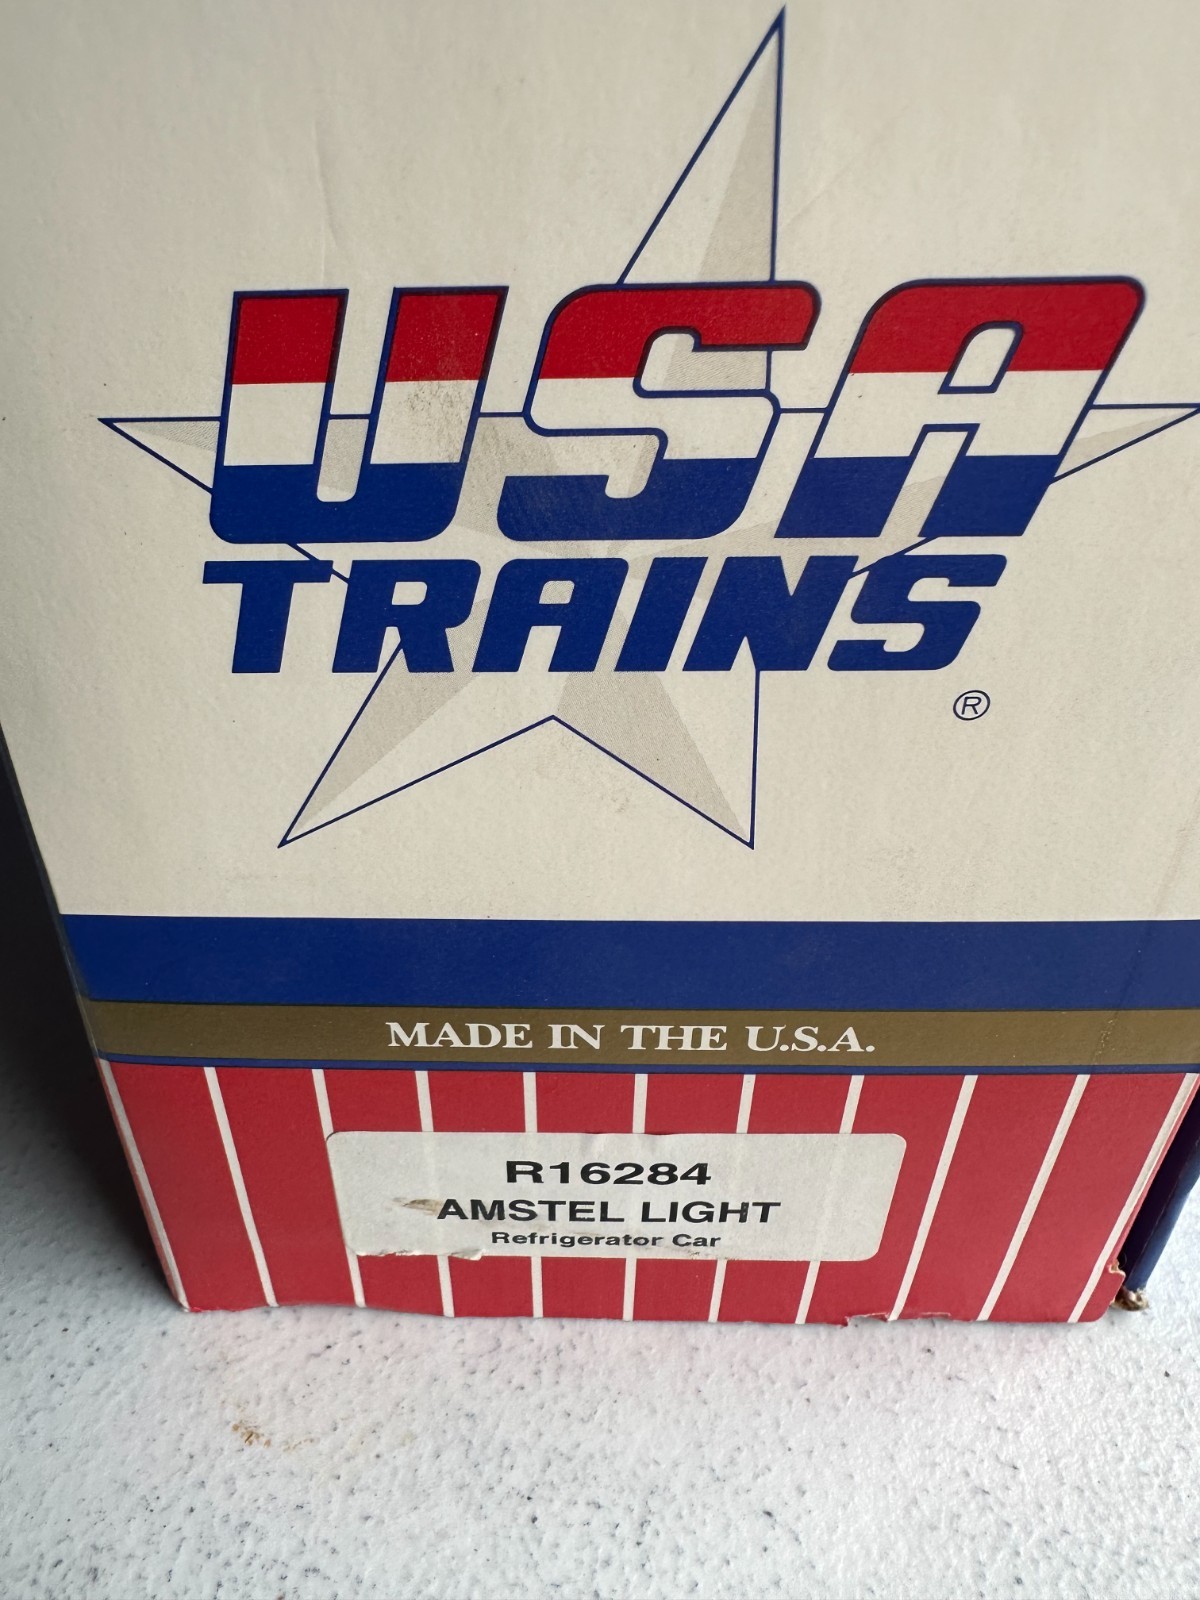 USA
TRAINS
®
MADE IN THE U.S.A.
R16284
AMSTEL LIGHT
Refrigerator Car